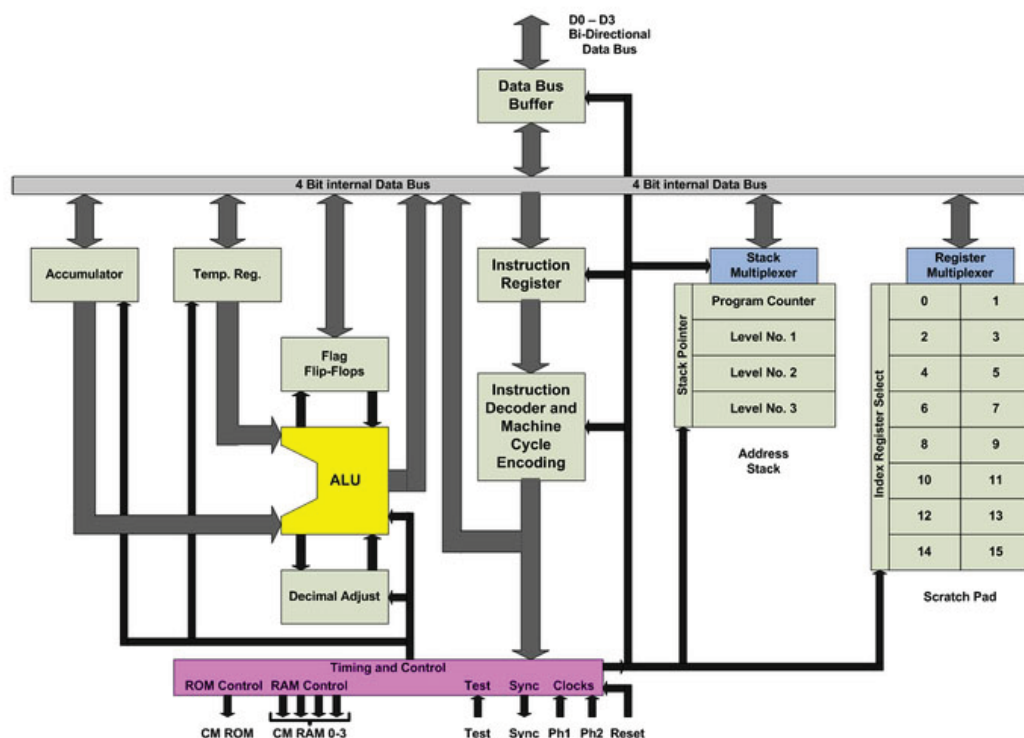 D0 – D3
Bi-Directional
Data Bus
Data Bus
Buffer
4 Bit internal Data Bus
4 Bit internal Data Bus
Accumulator
Temp. Reg.
Instruction
Register
Stack
Multiplexer
Register
Multiplexer
Flag
Flip-Flops
Instruction
Decoder and
Machine
Cycle
Encoding
Stack Pointer
Program Counter
Level No. 1
Level No. 2
Level No. 3
Address
Stack
Index Register Select
0 1
2 3
4 5
6 7
8 9
10 11
12 13
14 15
Scratch Pad
ALU
Decimal Adjust
Timing and Control
ROM Control RAM Control Test Sync Clocks
CM ROM CM RAM 0-3 Test Sync Ph1 Ph2 Reset